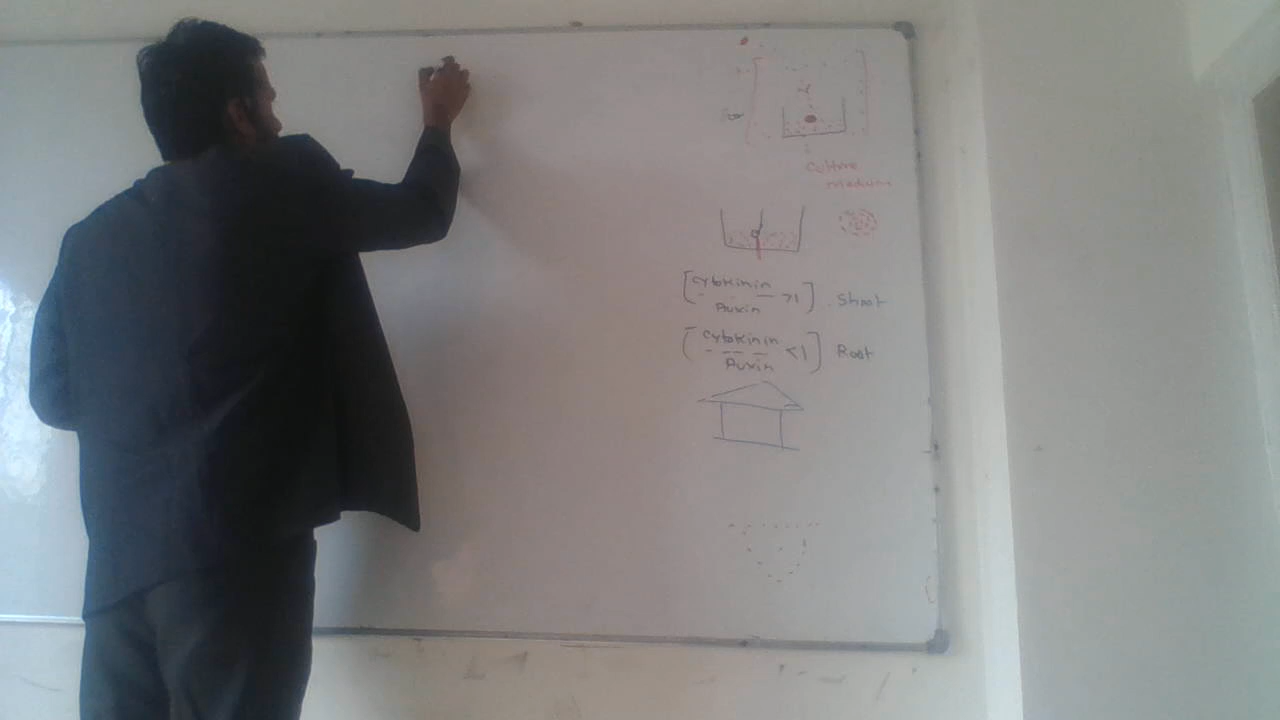 Culture
medium
[Cytokinin
Auxin >1] Shoot
[Cytokinin
Auxin <1] Root